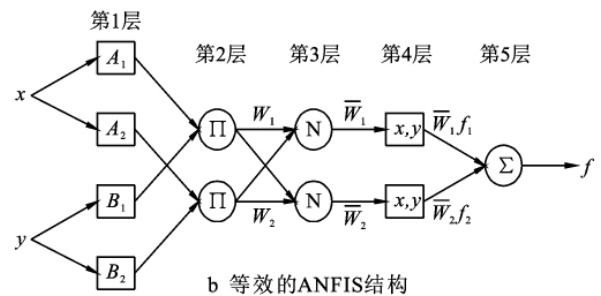 第1层
第2层 第3层 第4层 第5层
A₁
x
A₂
Π W₁ N W̅₁ x,y W̅₁f₁
Σ f
B₁
Π W₂ N W̅₂ x,y W̅₂f₂
y
B₂
b 等效的ANFIS结构